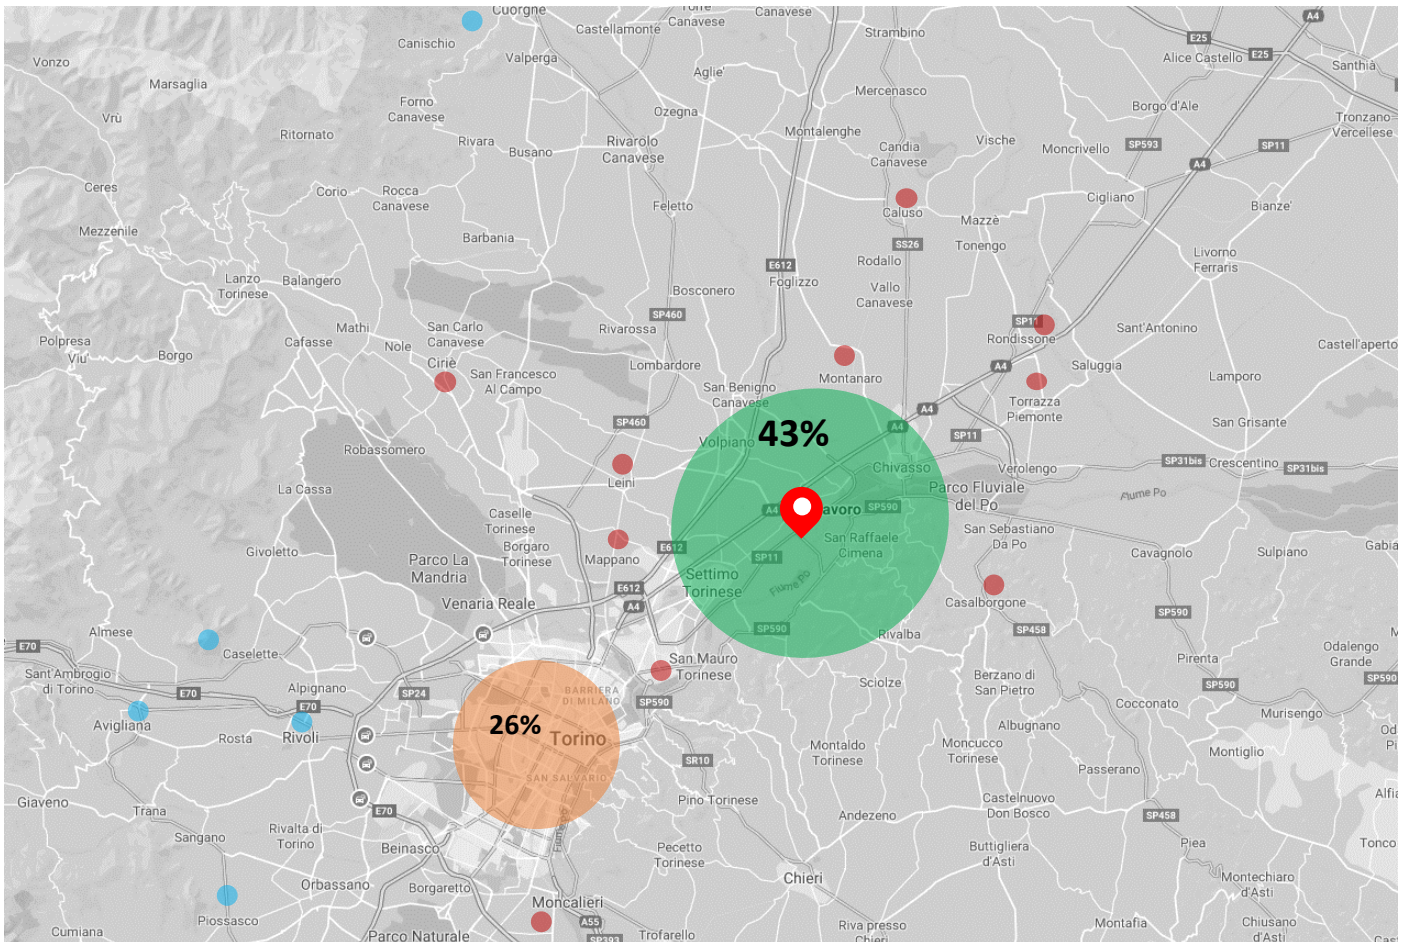 Cuorgnè
Torre
Canavese
Canavese
Castellamonte
Strambino
A4
E25
E25
Alice Castello
Santhià
Vonzo
Canischio
Valperga
Aglie'
Marsaglia
Mercenasco
Forno
Canavese
Ozegna
Borgo d'Ale
Vrù
Ritornato
Montalenghe
Tronzano
Vercellese
Rivara
Busano
Rivarolo
Canavese
Candia
Canavese
Vische
Moncrivello
SP593
SP11
A4
Ceres
Corio
Rocca
Canavese
Feletto
Caluso
Mazzè
Cigliano
Bianze'
Mezzenile
Barbania
SS26
Tonengo
Livorno
Ferraris
E612
Rodallo
Foglizzo
Lanzo
Torinese
Balangero
Bosconero
Vallo
Canavese
SP460
Mathi
San Carlo
Canavese
Rivarossa
SP11
Rondissone
Sant'Antonino
Polpresa
Viu'
Borgo
Cafasse
Nole
Ciriè
Castell'aperto
San Francesco
Al Campo
Lombardore
Montanaro
A4
Saluggia
Lamporo
San Benigno
Canavese
Torrazza
Piemonte
SP460
A4
A4
San Grisante
43%
Volpiano
SP11
Robassomero
Chivasso
Verolengo
SP31bis
Crescentino
SP31bis
Leini
La Cassa
Parco Fluviale
del Po
Fiume Po
A4
avoro
SP590
Caselle
Torinese
San Raffaele
Cimena
San Sebastiano
Da Po
Givoletto
Borgaro
Torinese
Mappano
E612
SP11
Cavagnolo
Sulpiano
Gabia
Parco La
Mandria
Settimo
Torinese
Fiume Po
E612
A4
Venaria Reale
Casalborgone
SP590
Almese
SP590
Rivalba
SP458
E70
Caselette
San Mauro
Torinese
Pirenta
Odalengo
Grande
Sant'Ambrogio
di Torino
Sciolze
Berzano di
San Pietro
SP590
SP590
E70
Alpignano
SP24
BARRIERA
DI MILANO
SP590
Cocconato
Murisengo
E70
Avigliana
Rosta
Rivoli
26%
Torino
Albugnano
Montaldo
Torinese
Moncucco
Torinese
Montiglio
SR10
Passerano
SAN SALVARIO
Giaveno
Trana
E70
Pino Torinese
Castelnuovo
Don Bosco
Andezeno
SP458
Sangano
Rivalta di
Torino
Beinasco
Pecetto
Torinese
Buttigliera
d'Asti
Piea
Tonco
Orbassano
Borgaretto
Chieri
Montechiaro
d'Asti
Piossasco
Moncalieri
A55
Riva presso
Chieri
Montafia
Chiusano
d'Asti
Cumiana
Parco Naturale
Trofarello
SP393